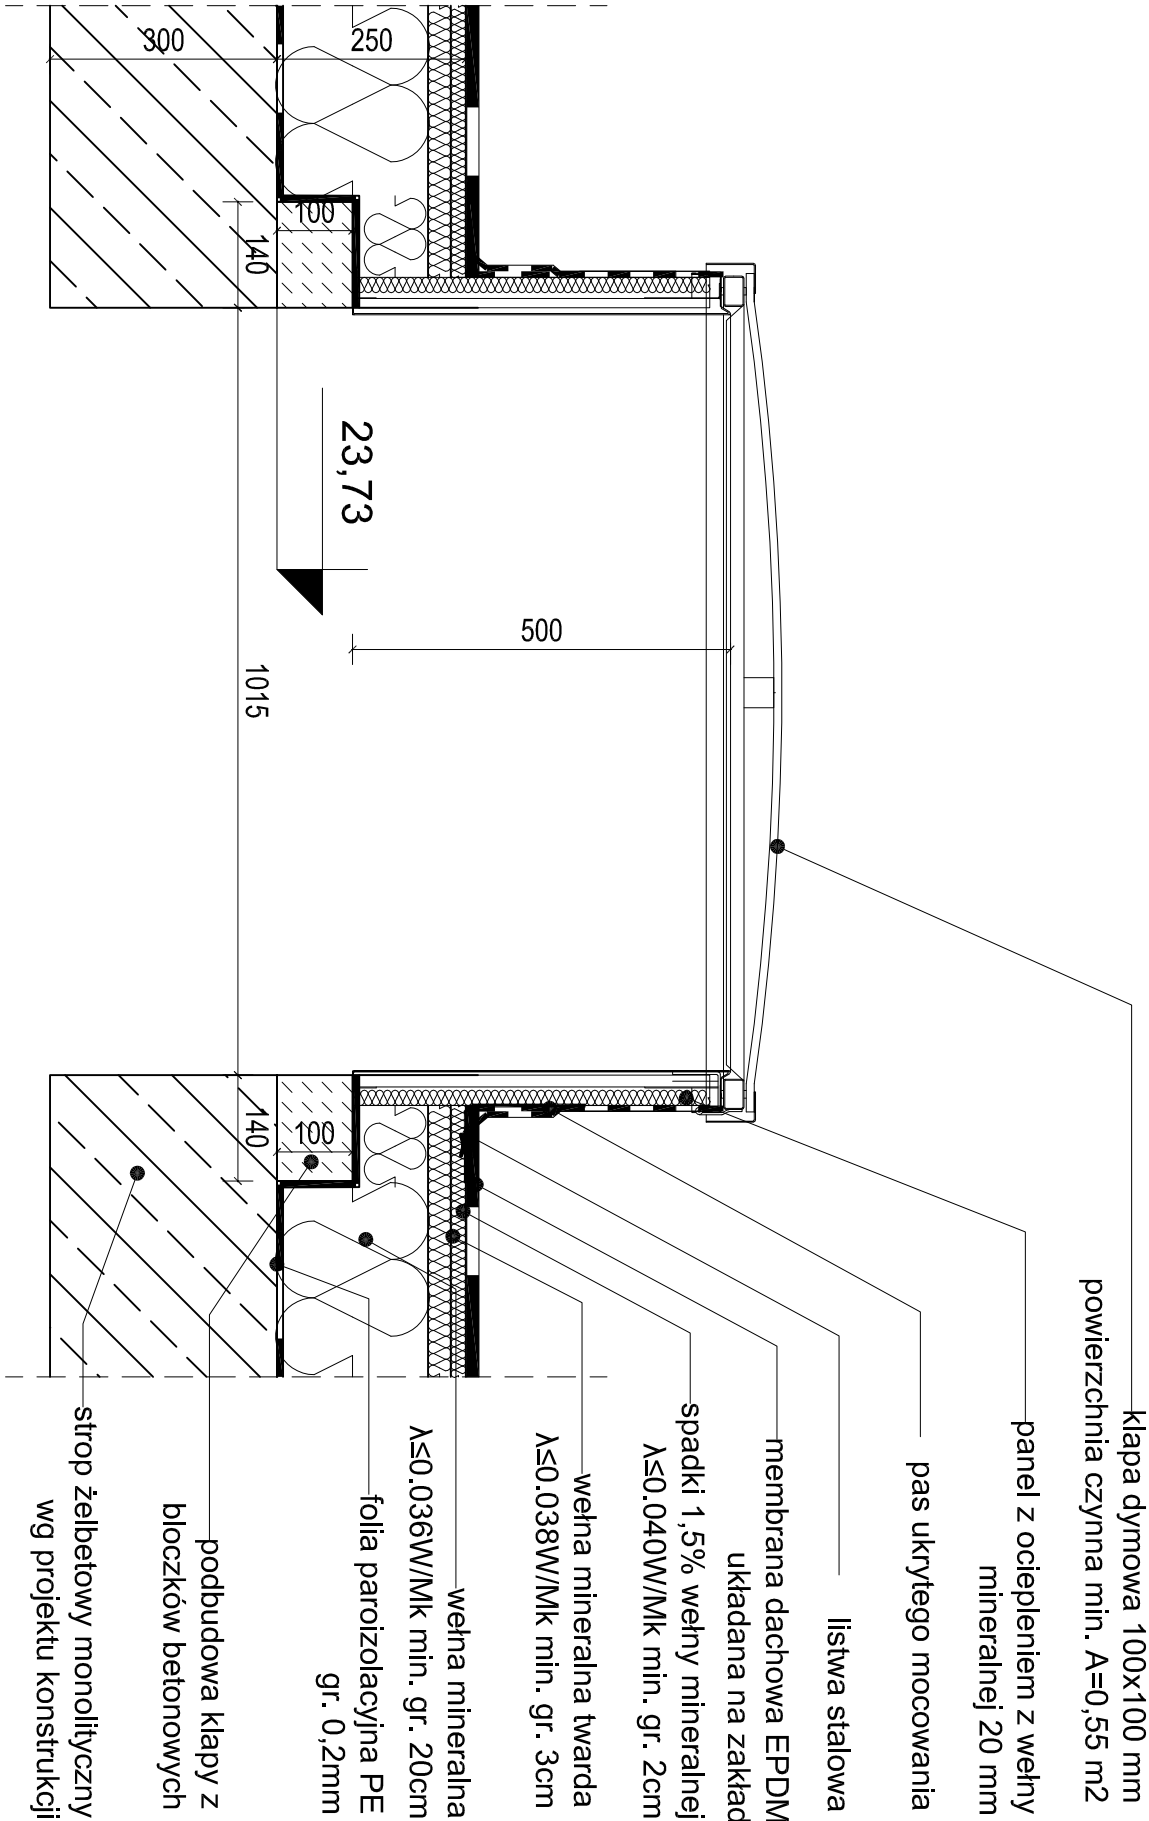 klapa dymowa 100x100 mm
powierzchnia czynna min. A=0,55 m2
panel z ociepleniem z wełny
mineralnej 20 mm
pas ukrytego mocowania
listwa stalowa
membrana dachowa EPDM
układana na zakład
spadki 1,5% wełny mineralnej
λ≤0.040W/Mk min. gr. 2cm
wełna mineralna twarda
λ≤0.038W/Mk min. gr. 3cm
wełna mineralna
λ≤0.036W/Mk min. gr. 20cm
folia paroizolacyjna PE
gr. 0,2mm
podbudowa klapy z
bloczków betonowych
strop żelbetowy monolityczny
wg projektu konstrukcji
300
250
100
140
23,73
500
1015
100
140